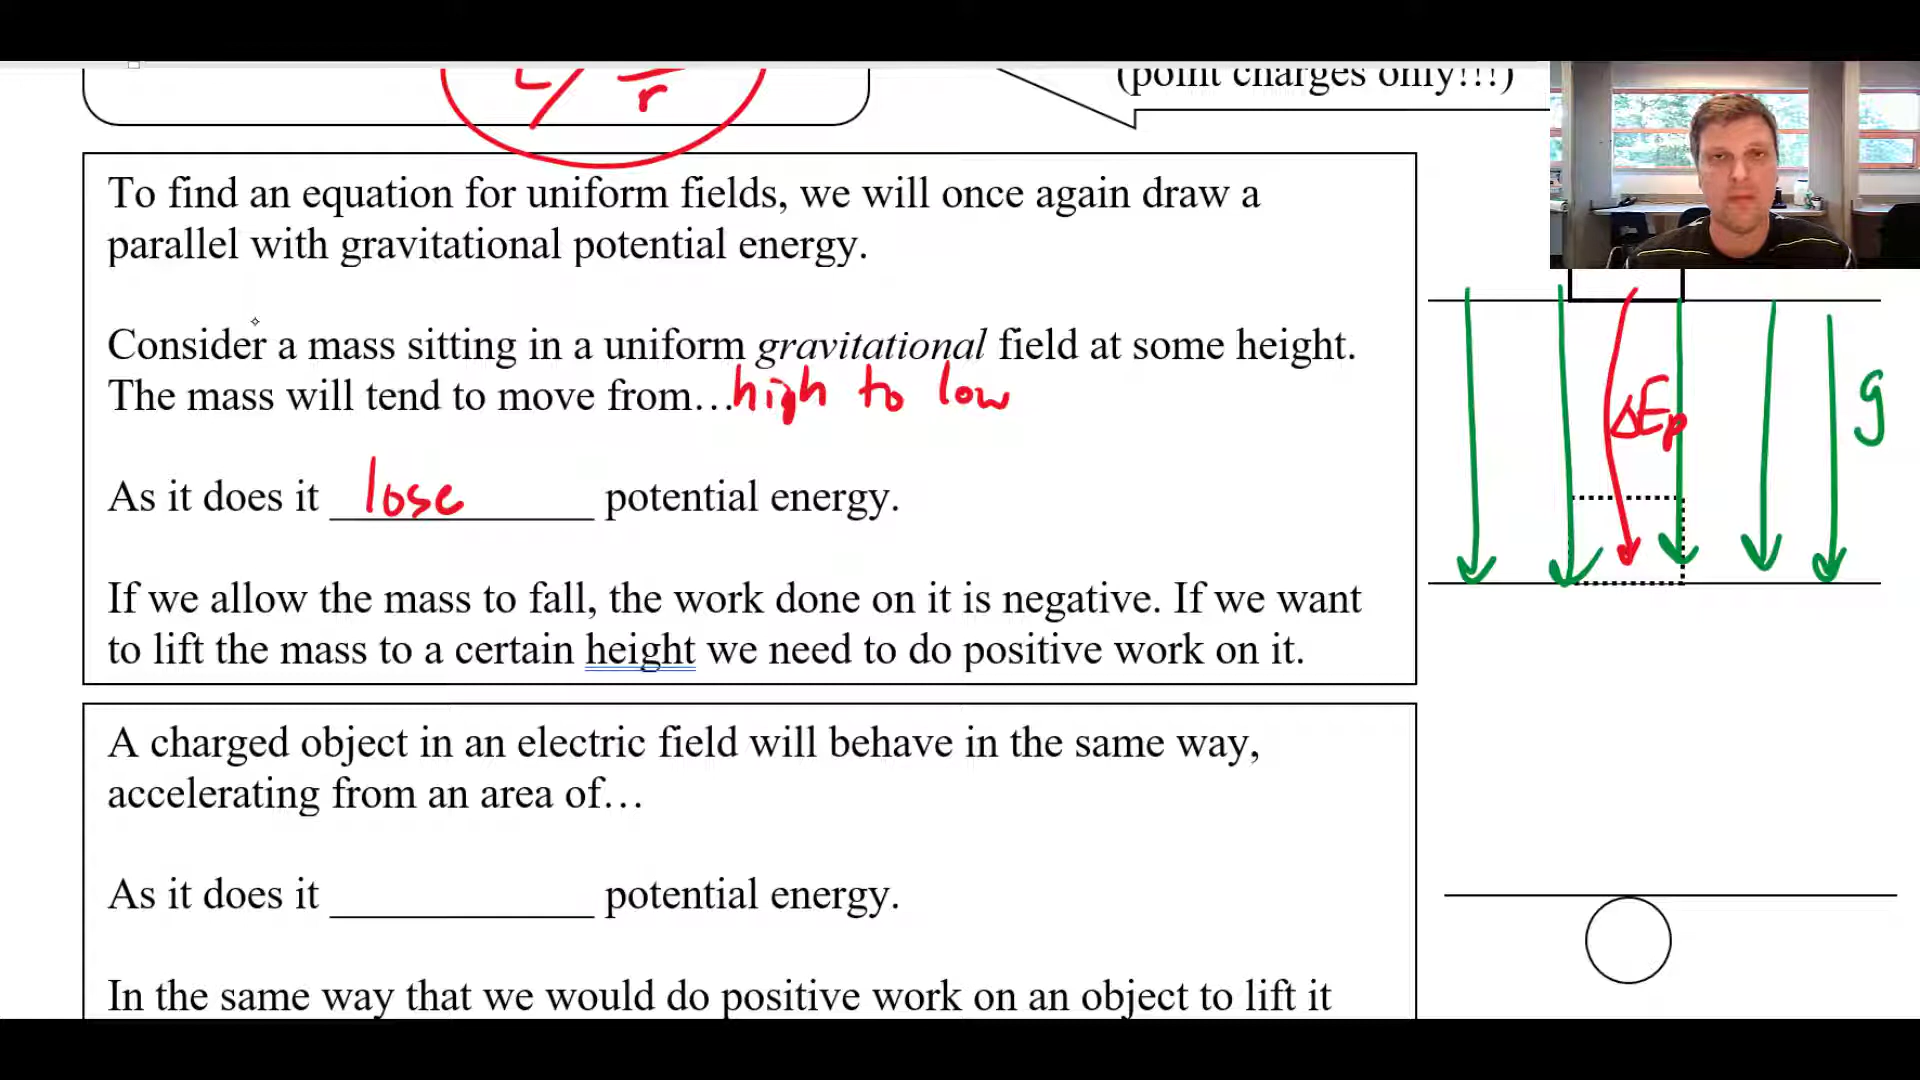 r
(point charges only!!!)
To find an equation for uniform fields, we will once again draw a
parallel with gravitational potential energy.
Consider a mass sitting in a uniform gravitational field at some height.
The mass will tend to move from… high to low
As it does it lose potential energy.
If we allow the mass to fall, the work done on it is negative. If we want
to lift the mass to a certain height we need to do positive work on it.
ΔEp
g
A charged object in an electric field will behave in the same way,
accelerating from an area of…
As it does it ____________ potential energy.
In the same way that we would do positive work on an object to lift it